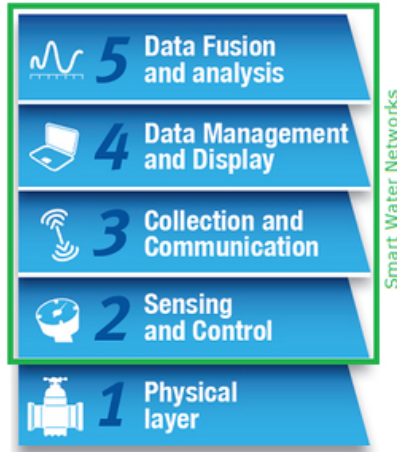 5 Data Fusion
and analysis
4 Data Management
and Display
3 Collection and
Communication
2 Sensing
and Control
1 Physical
layer
Smart Water Networks